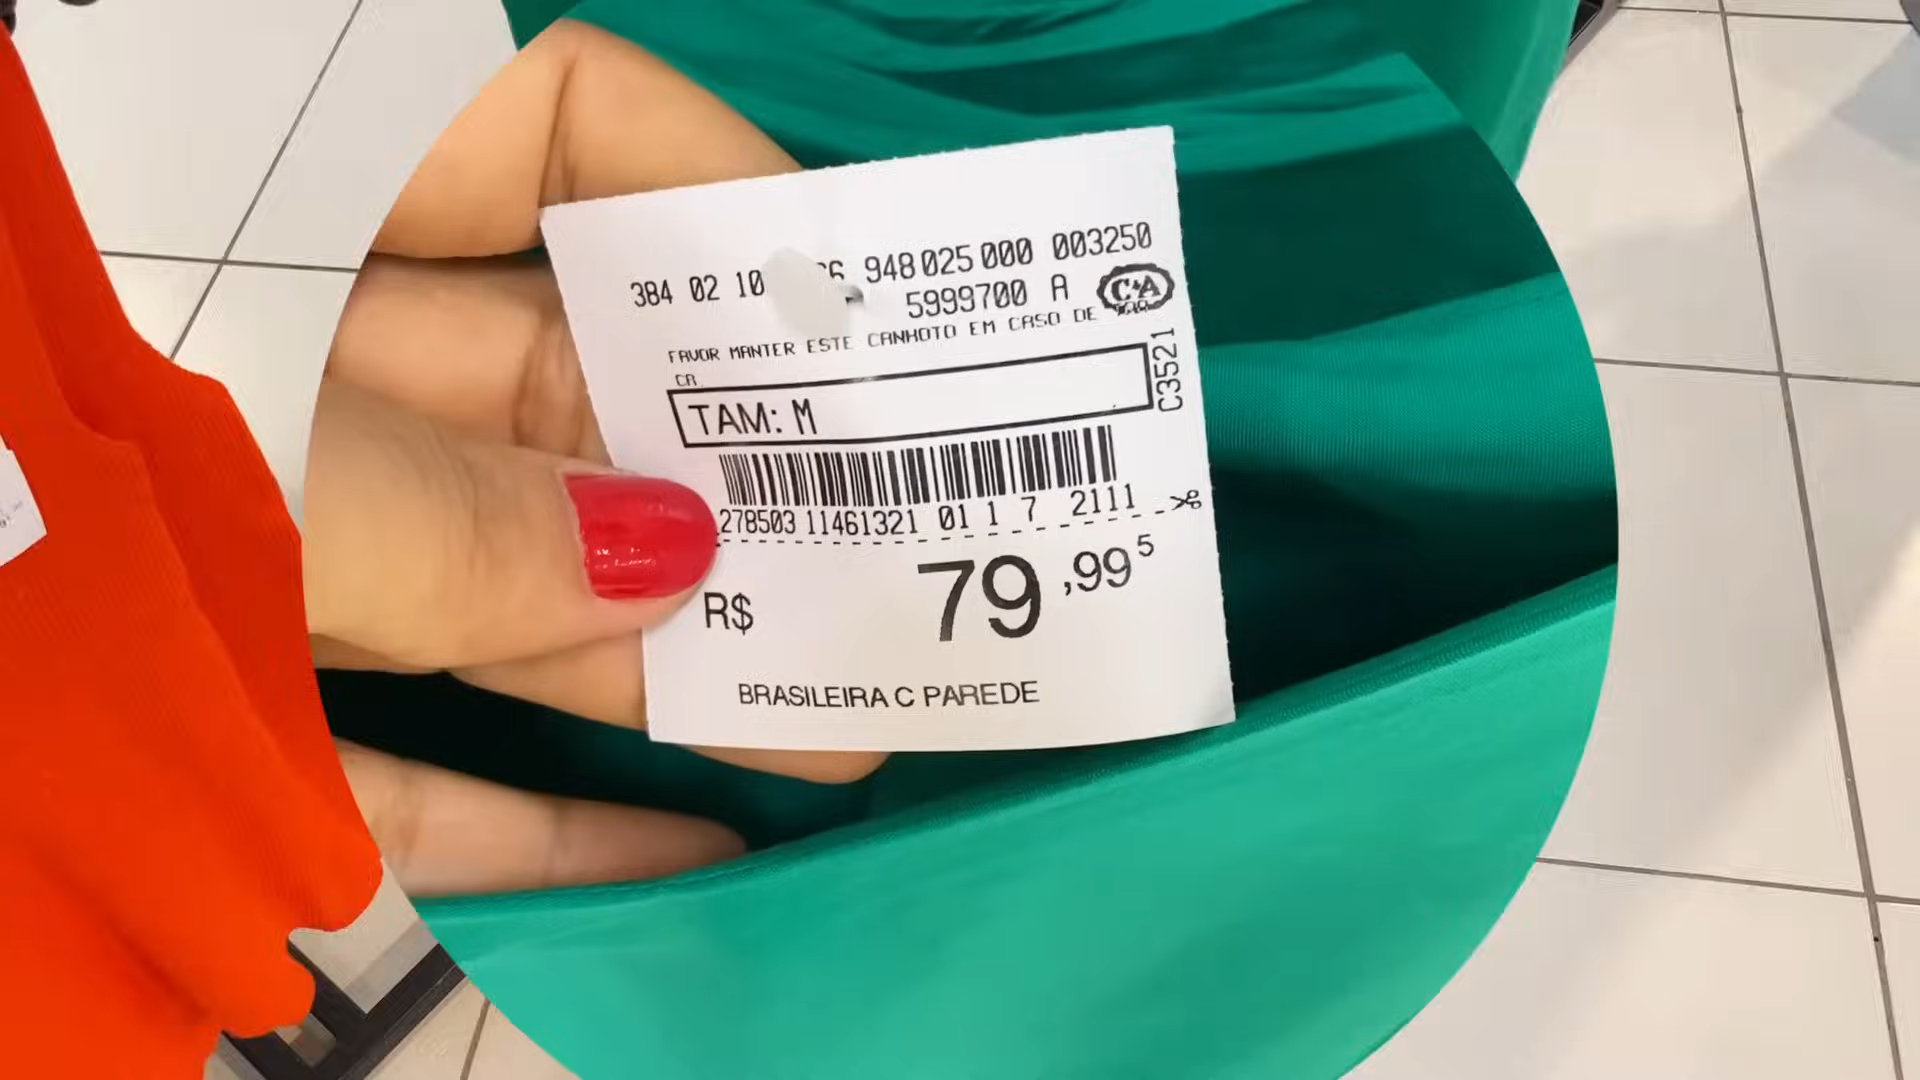 384 02 10 948 025 000 003250
5999700 A C&A
FAVOR MANTER ESTE CANHOTO EM CASO DE
TAM: M
C3521
278503 11461321 01 1 7 2111
R$ 79,99 5
BRASILEIRA C PAREDE